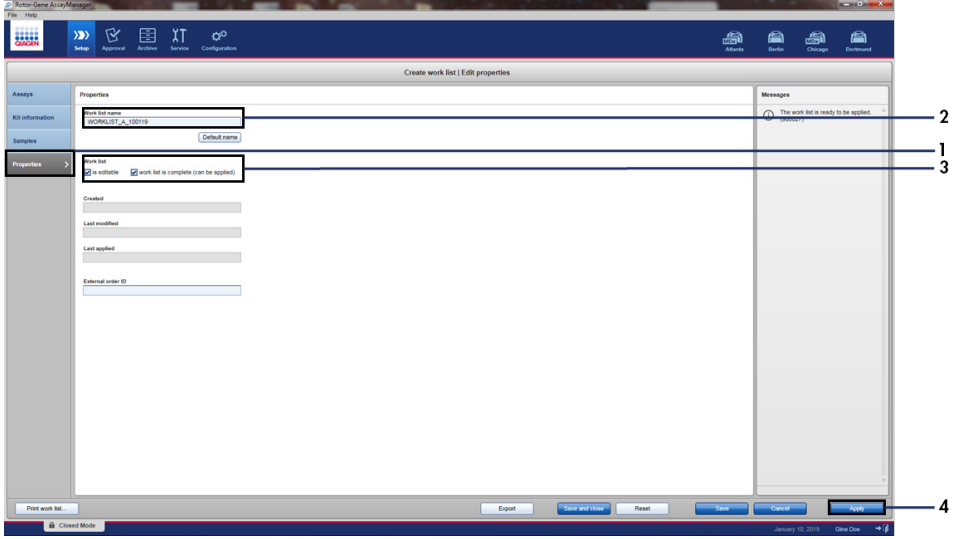 Rotor-Gene AssayManager
File Help
QIAGEN
Setup Approval Archive Service Configuration
Atlanta Berlin Chicago Dortmund
Create work list | Edit properties
Assays
Kit information
Samples
Properties
Properties
Work list name
WORKLIST_A_100119
Default name
Work list
is editable work list is complete (can be applied)
Created
Last modified
Last applied
External order ID
Messages
The work list is ready to be applied.
2
1
3
4
Print work list...
Export Save and close Reset Save Cancel Apply
Closed Mode
January 10, 2019 Gina Doe